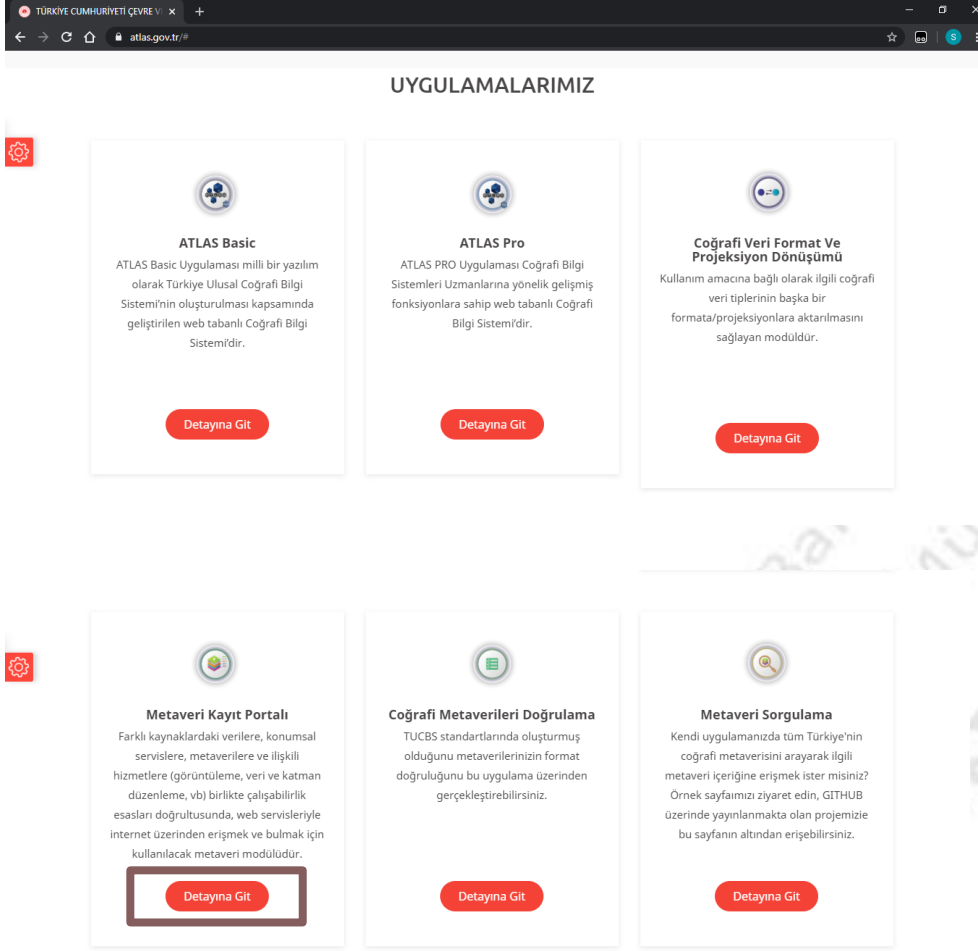 TÜRKİYE CUMHURİYETİ ÇEVRE V
atlas.gov.tr/#
S
UYGULAMALARIMIZ
ATLAS Basic
ATLAS Basic Uygulaması milli bir yazılım
olarak Türkiye Ulusal Coğrafi Bilgi
Sistemi'nin oluşturulması kapsamında
geliştirilen web tabanlı Coğrafi Bilgi
Sistemi'dir.
Detayına Git
ATLAS Pro
ATLAS PRO Uygulaması Coğrafi Bilgi
Sistemleri Uzmanlarına yönelik gelişmiş
fonksiyonlara sahip web tabanlı Coğrafi
Bilgi Sistemi'dir.
Detayına Git
Coğrafi Veri Format Ve
Projeksiyon Dönüşümü
Kullanım amacına bağlı olarak ilgili coğrafi
veri tiplerinin başka bir
formata/projeksiyonlara aktarılmasını
sağlayan modüldür.
Detayına Git
Metaveri Kayıt Portalı
Farklı kaynaklardaki verilere, konumsal
servislere, metaverilere ve ilişkili
hizmetlere (görüntüleme, veri ve katman
düzenleme, vb) birlikte çalışabilirlik
esasları doğrultusunda, web servisleriyle
internet üzerinden erişmek ve bulmak için
kullanılacak metaveri modülüdür.
Detayına Git
Coğrafi Metaverileri Doğrulama
TUCBS standartlarında oluşturmuş
olduğunu metaverilerinizin format
doğruluğunu bu uygulama üzerinden
gerçekleştirebilirsiniz.
Detayına Git
Metaveri Sorgulama
Kendi uygulamanızda tüm Türkiye'nin
coğrafi metaverisini arayarak ilgili
metaveri içeriğine erişmek ister misiniz?
Örnek sayfaımızı ziyaret edin, GITHUB
üzerinde yayınlanmakta olan projemizie
bu sayfanın altından erişebilirsiniz.
Detayına Git